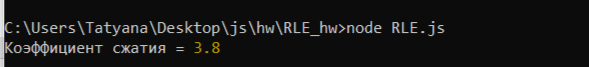 C:\Users\Tatyana\Desktop\js\hw\RLE_hw>node RLE.js
Коэффициент сжатия = 3.8